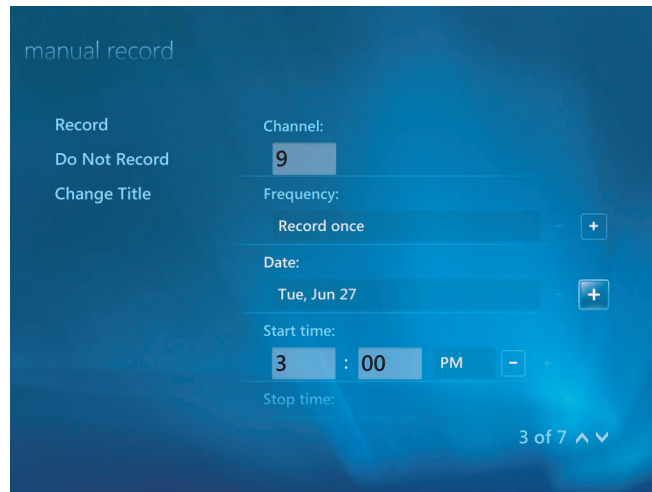 manual record
Record
Do Not Record
Change Title
Channel:
9
Frequency:
Record once - +
Date:
Tue, Jun 27 - +
Start time:
3 : 00 PM - +
Stop time:
3 of 7